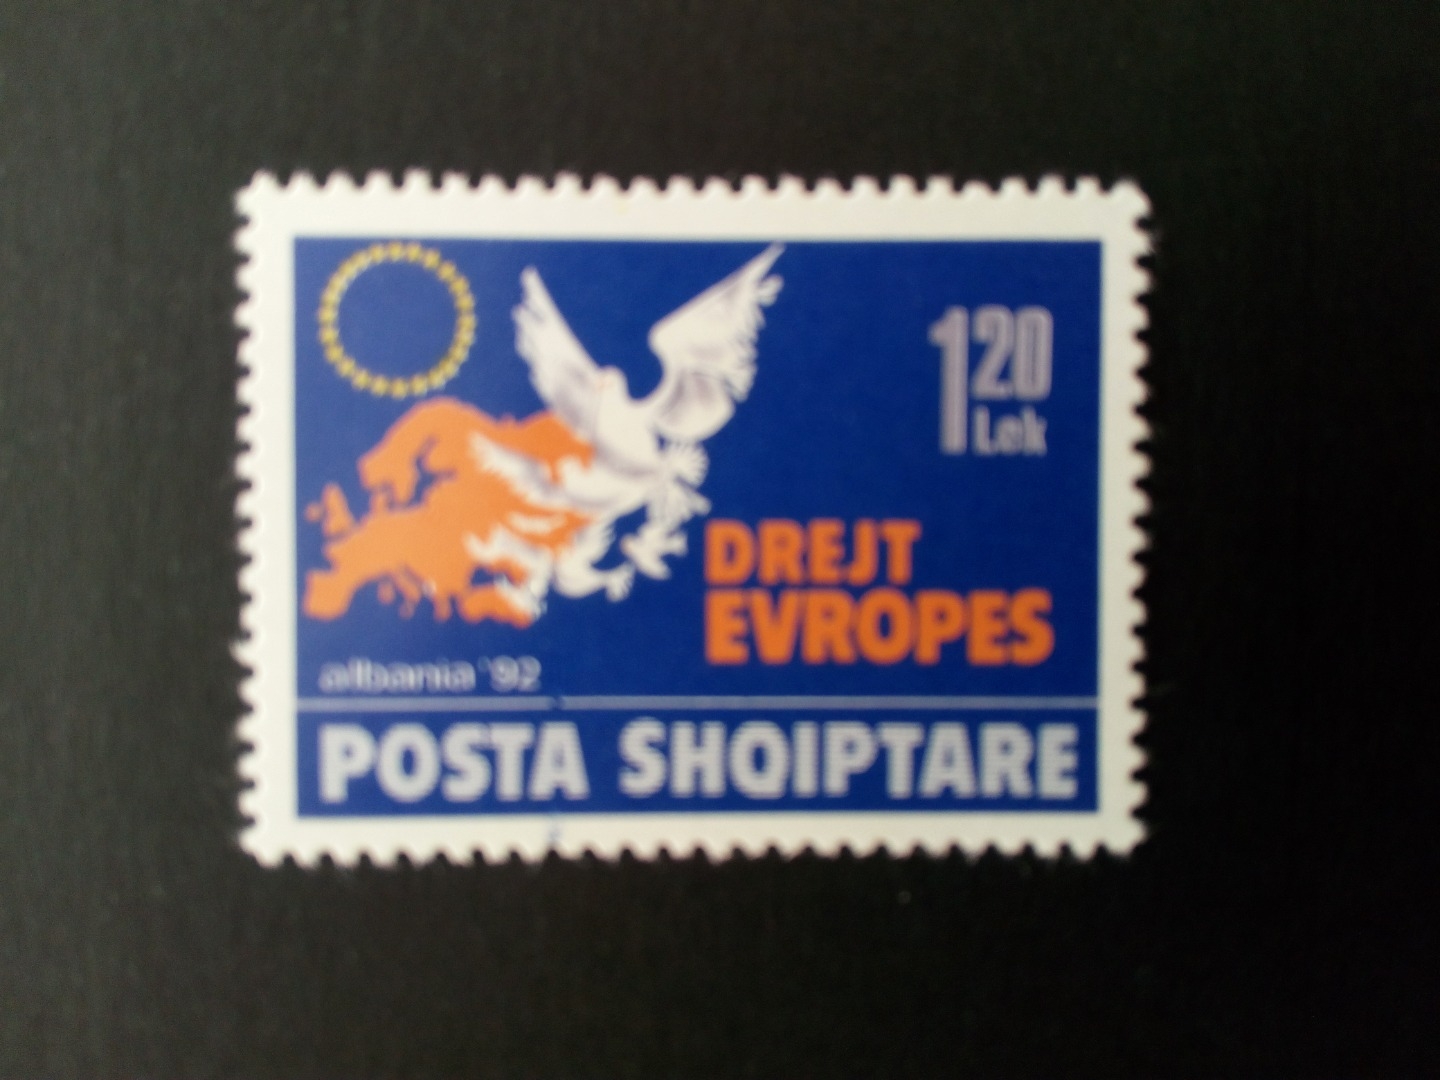 1 20
Lek
DREJT
EVROPES
albania '92
POSTA SHQIPTARE